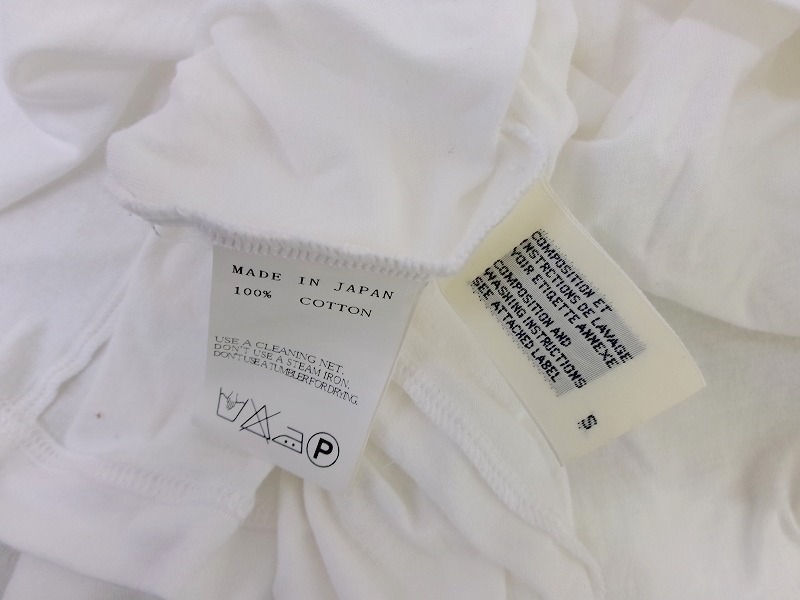 MADE IN JAPAN
100% COTTON
USE A CLEANING NET.
DON'T USE A STEAM IRON.
DON'T USE A TUMBLER FOR DRYING.
P
COMPOSITION ET
INSTRCTIONS DE LAVAGE
VOIR ETIQUETTE ANNEXE
COMPOSITION AND
WASHING INSTRUCTIONS
SEE ATTACHED LABEL
S